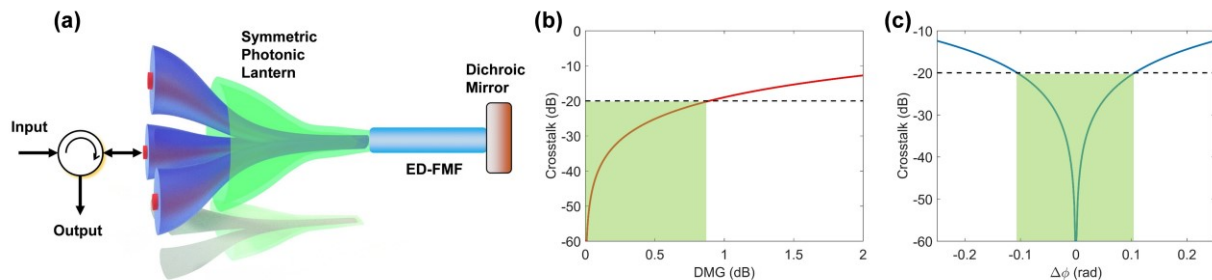 (a)
Symmetric
Photonic
Lantern
Dichroic
Mirror
Input
ED-FMF
Output
(b)
0
-10
-20
-30
-40
-50
-60
Crosstalk (dB)
0 0.5 1 1.5 2
DMG (dB)
(c)
-10
-20
-30
-40
-50
-60
Crosstalk (dB)
-0.2 -0.1 0 0.1 0.2
Δϕ (rad)